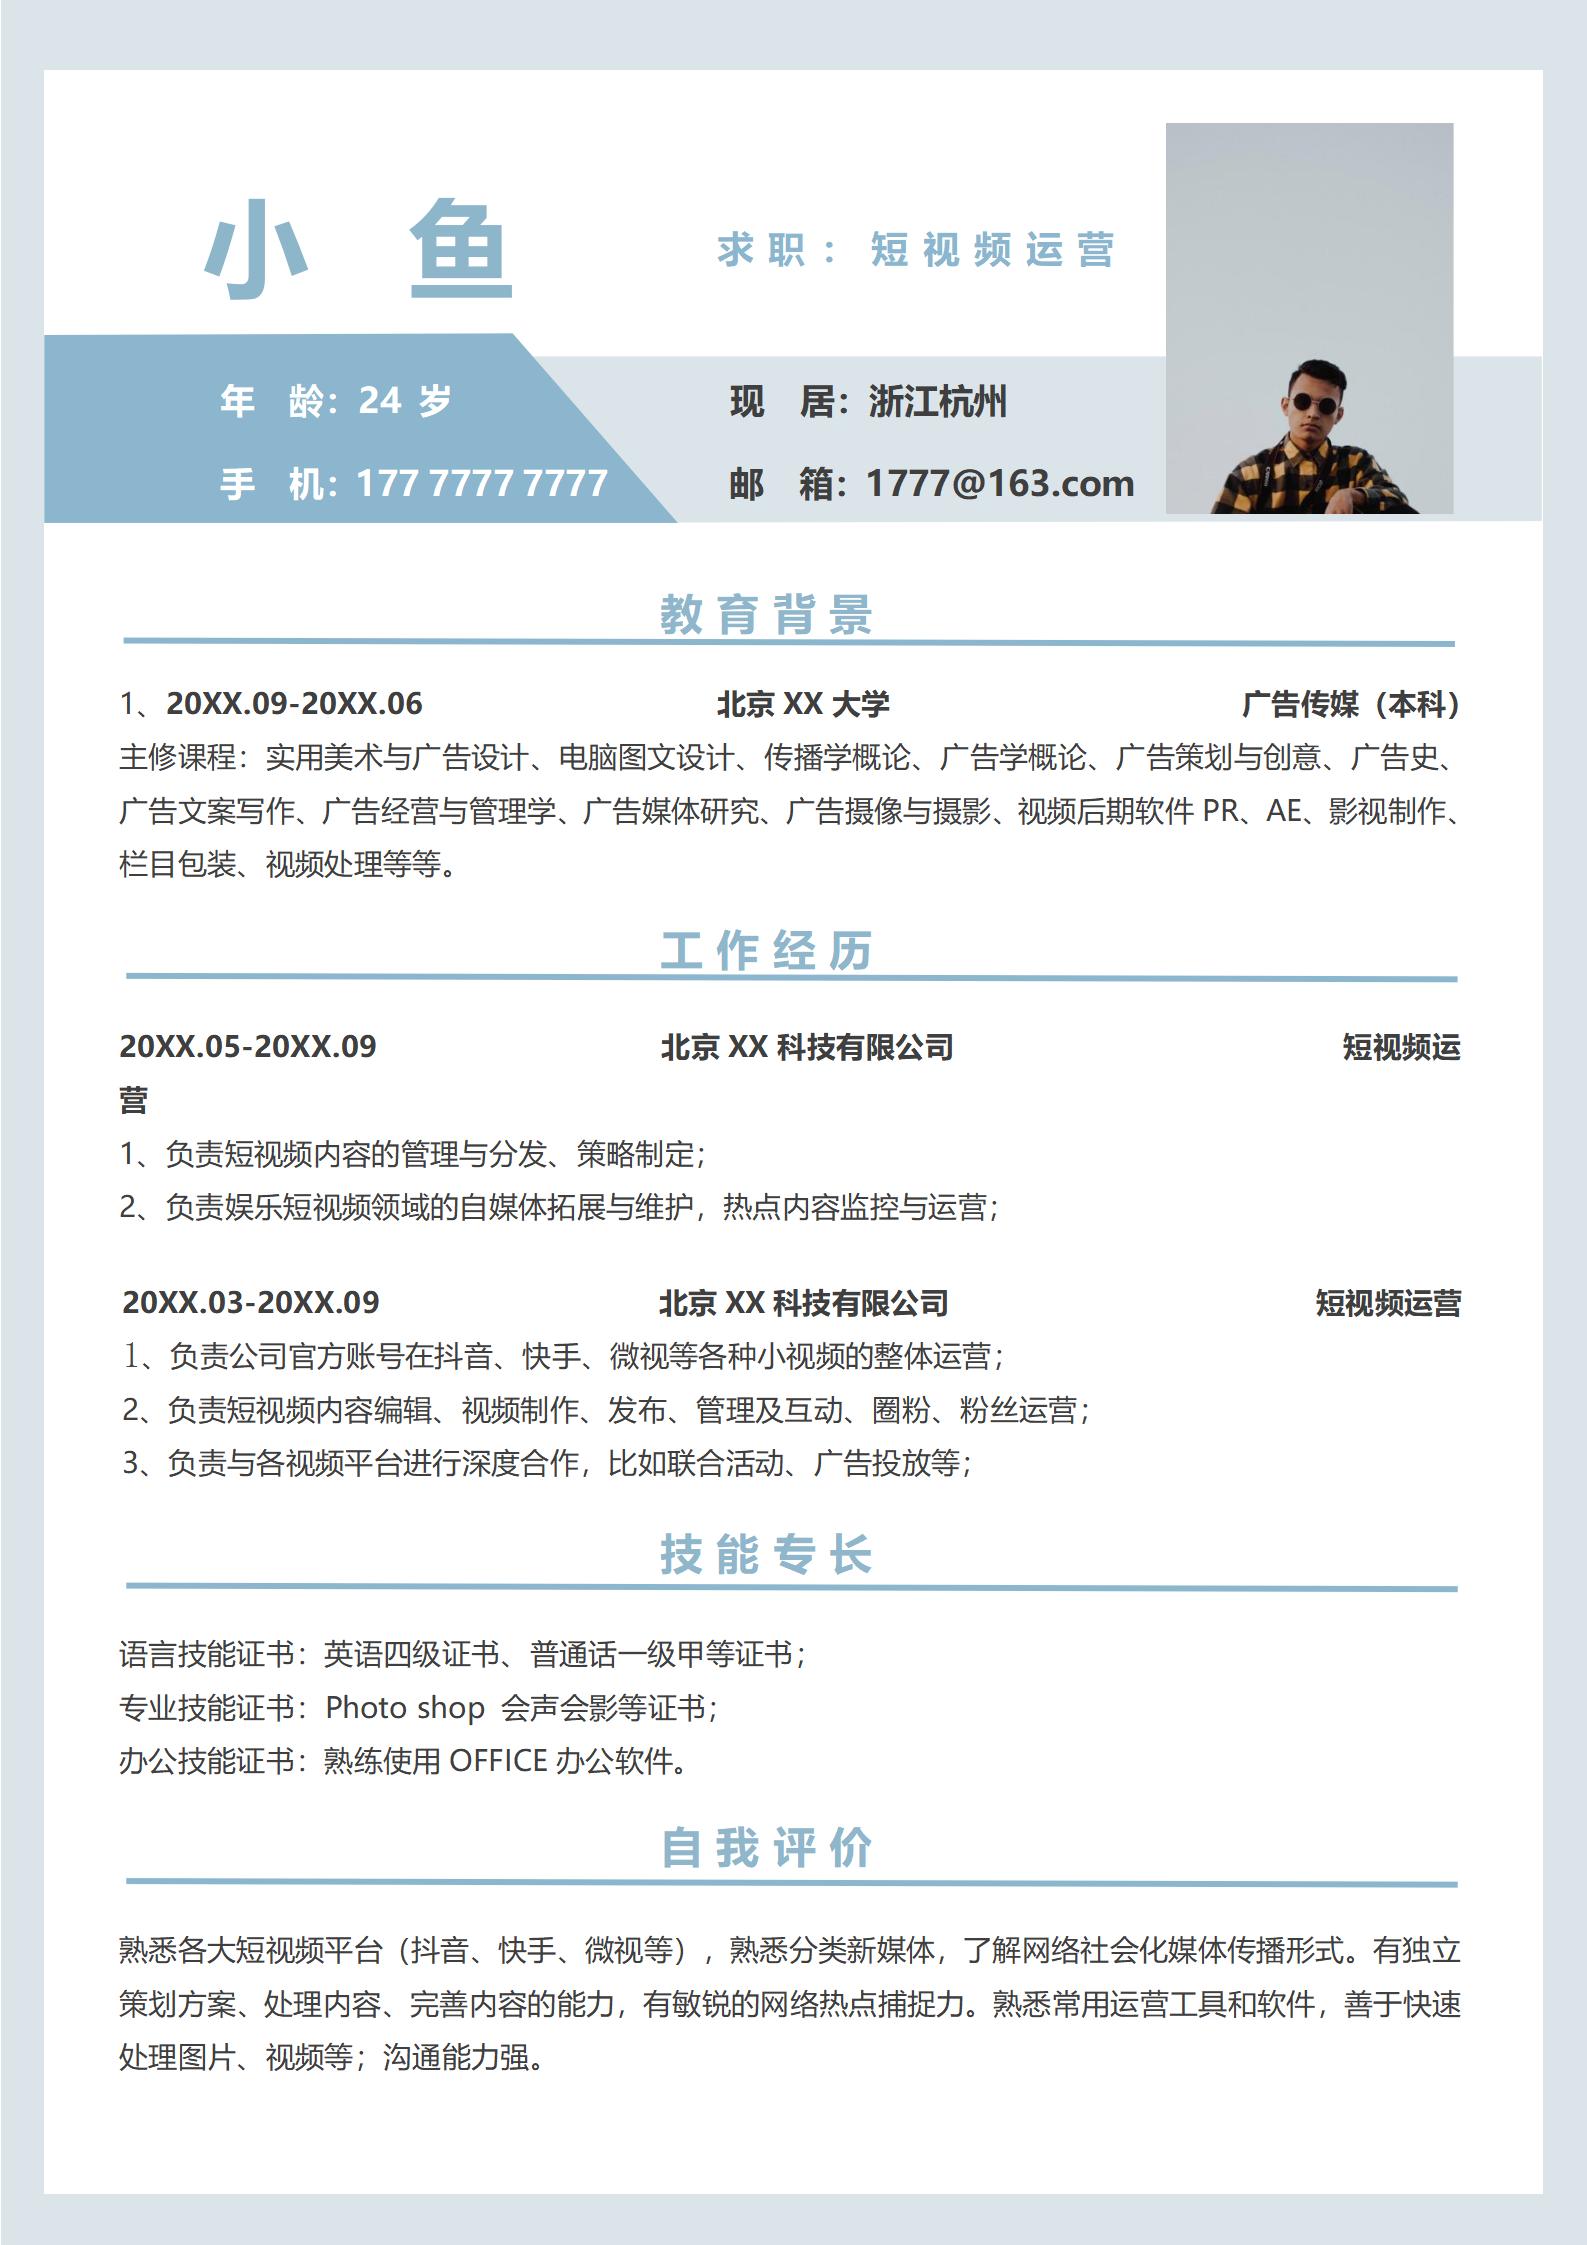 小 鱼
求职：短视频运营
年 龄：24 岁
现 居：浙江杭州
手 机：177 7777 7777
邮 箱：1777@163.com
教育背景
1、20XX.09-20XX.06 北京 XX 大学 广告传媒（本科）
主修课程：实用美术与广告设计、电脑图文设计、传播学概论、广告学概论、广告策划与创意、广告史、
广告文案写作、广告经营与管理学、广告媒体研究、广告摄像与摄影、视频后期软件 PR、AE、影视制作、
栏目包装、视频处理等等。
工作经历
20XX.05-20XX.09 北京 XX 科技有限公司 短视频运
营
1、负责短视频内容的管理与分发、策略制定；
2、负责娱乐短视频领域的自媒体拓展与维护，热点内容监控与运营；
20XX.03-20XX.09 北京 XX 科技有限公司 短视频运营
1、负责公司官方账号在抖音、快手、微视等各种小视频的整体运营；
2、负责短视频内容编辑、视频制作、发布、管理及互动、圈粉、粉丝运营；
3、负责与各视频平台进行深度合作，比如联合活动、广告投放等；
技能专长
语言技能证书：英语四级证书、普通话一级甲等证书；
专业技能证书：Photo shop 会声会影等证书；
办公技能证书：熟练使用 OFFICE 办公软件。
自我评价
熟悉各大短视频平台（抖音、快手、微视等），熟悉分类新媒体，了解网络社会化媒体传播形式。有独立
策划方案、处理内容、完善内容的能力，有敏锐的网络热点捕捉力。熟悉常用运营工具和软件，善于快速
处理图片、视频等；沟通能力强。